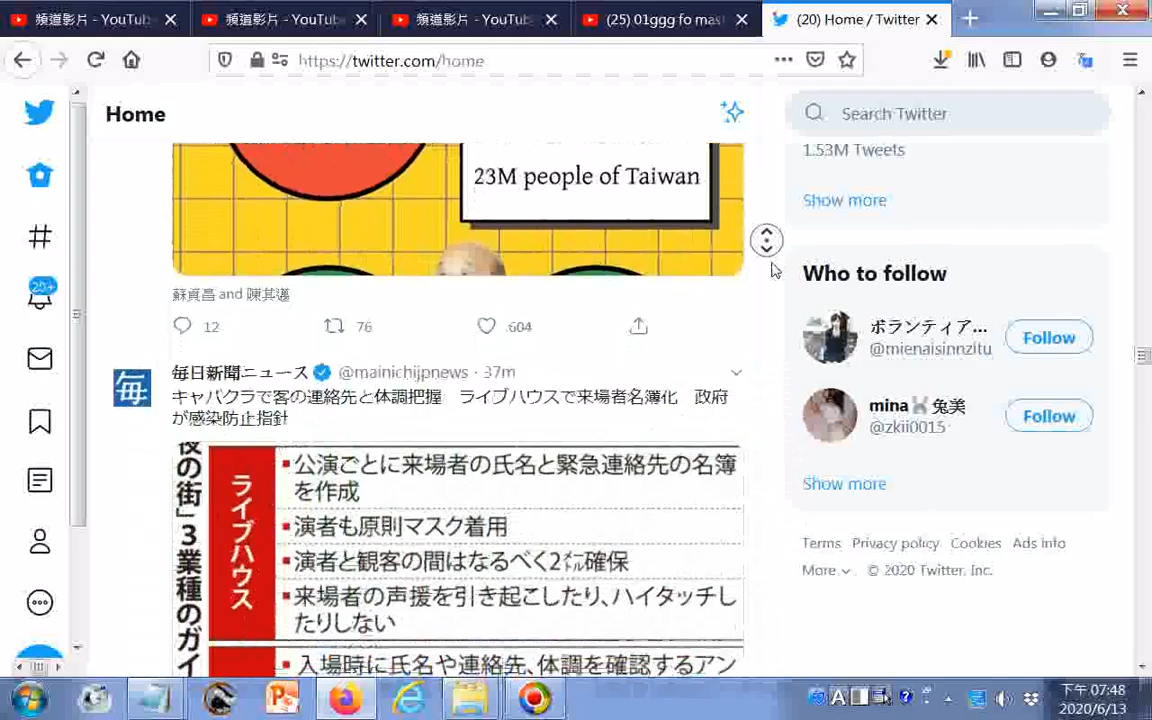 頻道影片 - YouTube
頻道影片 - YouTube
頻道影片 - YouTube
(25) 01ggg fo mas
(20) Home / Twitter
https://twitter.com/home
Home
Search Twitter
23M people of Taiwan
1.53M Tweets
Show more
蘇貞昌 and 陳其邁
12
76
604
Who to follow
ボランティア...
@mienaisinnzitu
Follow
mina🐰兔美
@zkii0015
Follow
Show more
Terms Privacy policy Cookies Ads info
More © 2020 Twitter, Inc.
25+
毎日新聞ニュース @mainichijpnews · 37m
キャバクラで客の連絡先と体調把握 ライブハウスで来場者名簿化 政府
が感染防止指針
毎
夜の街」3業種のガイ
ライブハウス
公演ごとに来場者の氏名と緊急連絡先の名簿
を作成
演者も原則マスク着用
演者と観客の間はなるべく2㍍確保
来場者の声援を引き起こしたり、ハイタッチし
たりしない
入場時に氏名や連絡先、体調を確認するアン
下午 07:48
2020/6/13